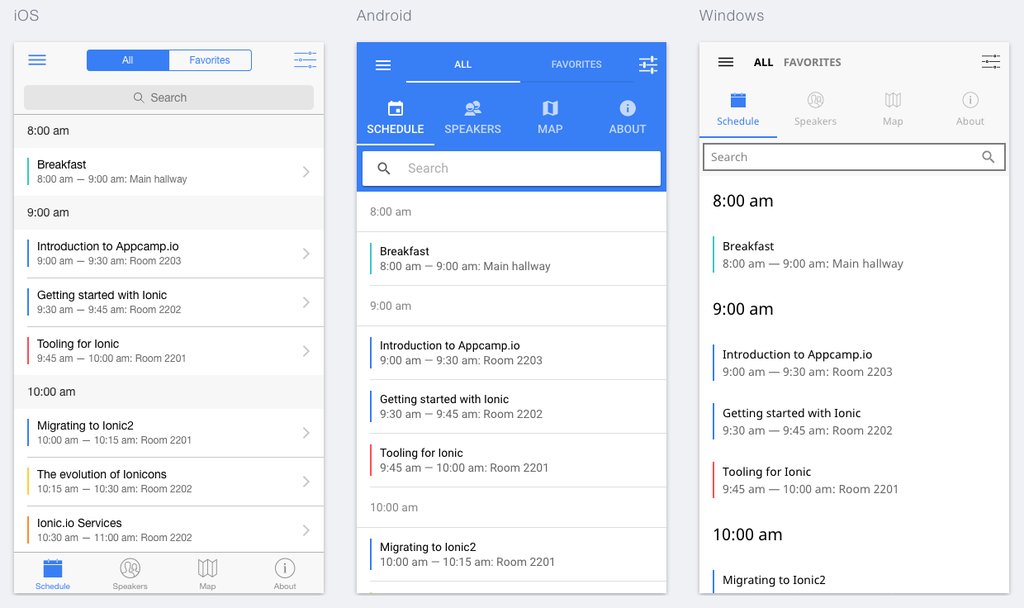 iOS
All Favorites
Search
8:00 am
Breakfast
8:00 am — 9:00 am: Main hallway
9:00 am
Introduction to Appcamp.io
9:00 am — 9:30 am: Room 2203
Getting started with Ionic
9:30 am — 9:45 am: Room 2202
Tooling for Ionic
9:45 am — 10:00 am: Room 2201
10:00 am
Migrating to Ionic2
10:00 am — 10:15 am: Room 2201
The evolution of Ionicons
10:15 am — 10:30 am: Room 2202
Ionic.io Services
10:30 am — 11:00 am: Room 2202
Schedule Speakers Map About
Android
ALL FAVORITES
SCHEDULE SPEAKERS MAP ABOUT
Search
8:00 am
Breakfast
8:00 am — 9:00 am: Main hallway
9:00 am
Introduction to Appcamp.io
9:00 am — 9:30 am: Room 2203
Getting started with Ionic
9:30 am — 9:45 am: Room 2202
Tooling for Ionic
9:45 am — 10:00 am: Room 2201
10:00 am
Migrating to Ionic2
10:00 am — 10:15 am: Room 2201
Windows
ALL FAVORITES
Schedule Speakers Map About
Search
8:00 am
Breakfast
8:00 am — 9:00 am: Main hallway
9:00 am
Introduction to Appcamp.io
9:00 am — 9:30 am: Room 2203
Getting started with Ionic
9:30 am — 9:45 am: Room 2202
Tooling for Ionic
9:45 am — 10:00 am: Room 2201
10:00 am
Migrating to Ionic2